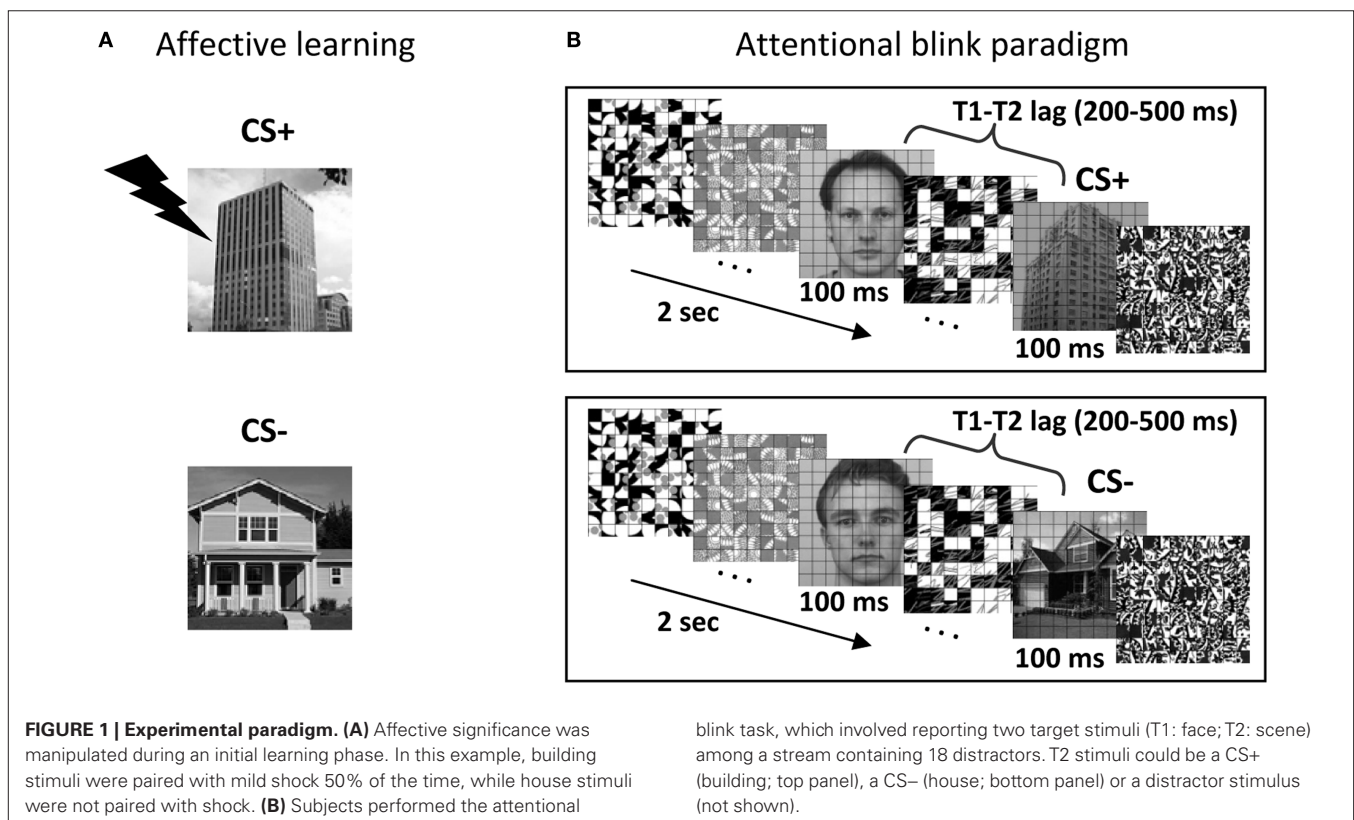 A Affective learning
CS+
CS-
B Attentional blink paradigm
T1-T2 lag (200-500 ms)
CS+
...
100 ms
2 sec
...
100 ms
T1-T2 lag (200-500 ms)
CS-
...
100 ms
2 sec
...
100 ms
FIGURE 1 | Experimental paradigm. (A) Affective significance was
manipulated during an initial learning phase. In this example, building
stimuli were paired with mild shock 50% of the time, while house stimuli
were not paired with shock. (B) Subjects performed the attentional
blink task, which involved reporting two target stimuli (T1: face; T2: scene)
among a stream containing 18 distractors. T2 stimuli could be a CS+
(building; top panel), a CS– (house; bottom panel) or a distractor stimulus
(not shown).